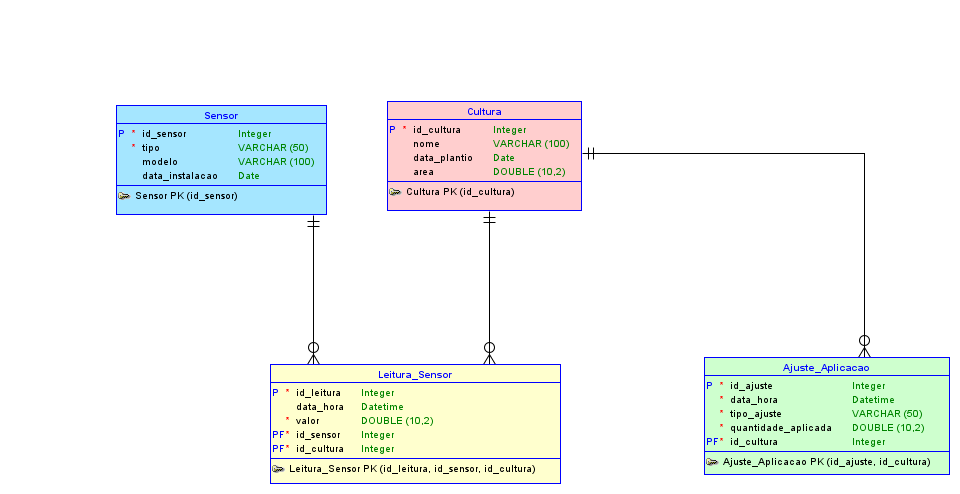 Sensor
P * id_sensor Integer
* tipo VARCHAR (50)
modelo VARCHAR (100)
data_instalacao Date
Sensor PK (id_sensor)
Cultura
P * id_cultura Integer
nome VARCHAR (100)
data_plantio Date
area DOUBLE (10,2)
Cultura PK (id_cultura)
Leitura_Sensor
P * id_leitura Integer
data_hora Datetime
* valor DOUBLE (10,2)
PF* id_sensor Integer
PF* id_cultura Integer
Leitura_Sensor PK (id_leitura, id_sensor, id_cultura)
Ajuste_Aplicacao
P * id_ajuste Integer
* data_hora Datetime
* tipo_ajuste VARCHAR (50)
* quantidade_aplicada DOUBLE (10,2)
PF* id_cultura Integer
Ajuste_Aplicacao PK (id_ajuste, id_cultura)